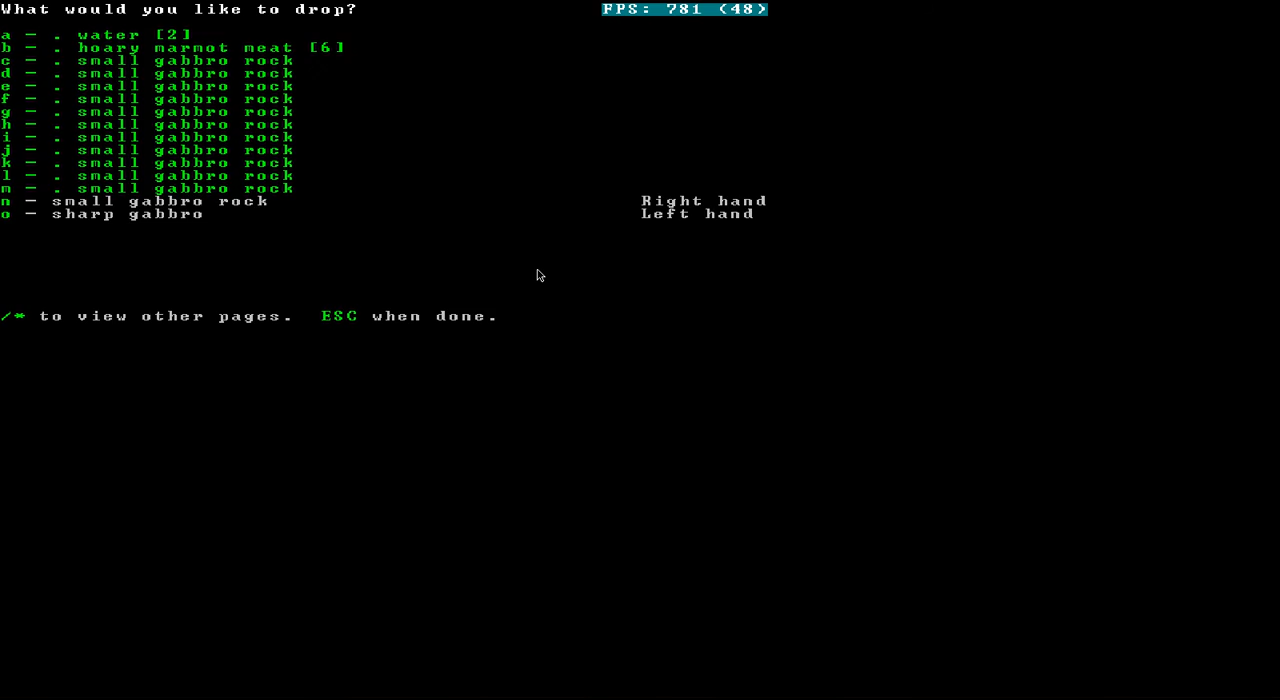 What would you like to drop? FPS: 781 (48)
a - . water [2]
b - . hoary marmot meat [6]
c - . small gabbro rock
d - . small gabbro rock
e - . small gabbro rock
f - . small gabbro rock
g - . small gabbro rock
h - . small gabbro rock
i - . small gabbro rock
j - . small gabbro rock
k - . small gabbro rock
l - . small gabbro rock
m - . small gabbro rock
n - small gabbro rock Right hand
o - sharp gabbro Left hand
/* to view other pages. ESC when done.